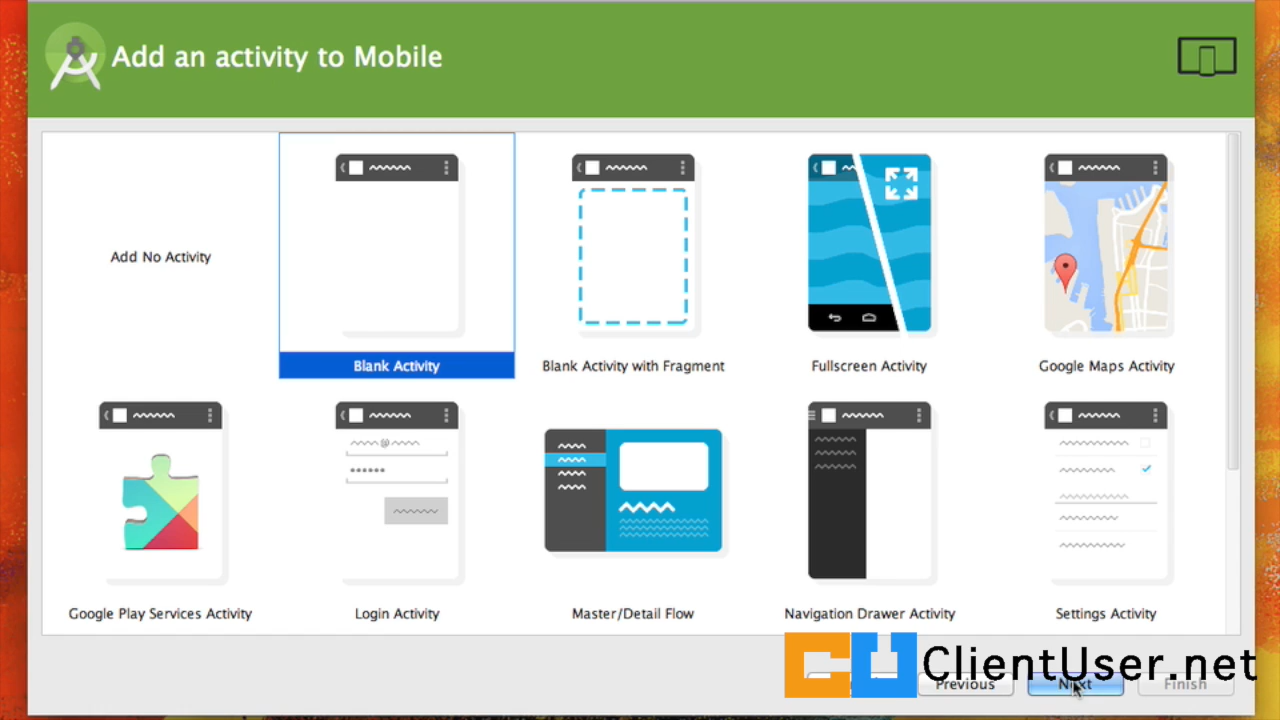 Add an activity to Mobile
Add No Activity
Blank Activity
Blank Activity with Fragment
Fullscreen Activity
Google Maps Activity
Google Play Services Activity
Login Activity
Master/Detail Flow
Navigation Drawer Activity
Settings Activity
ClientUser.net
Previous
Next
Finish